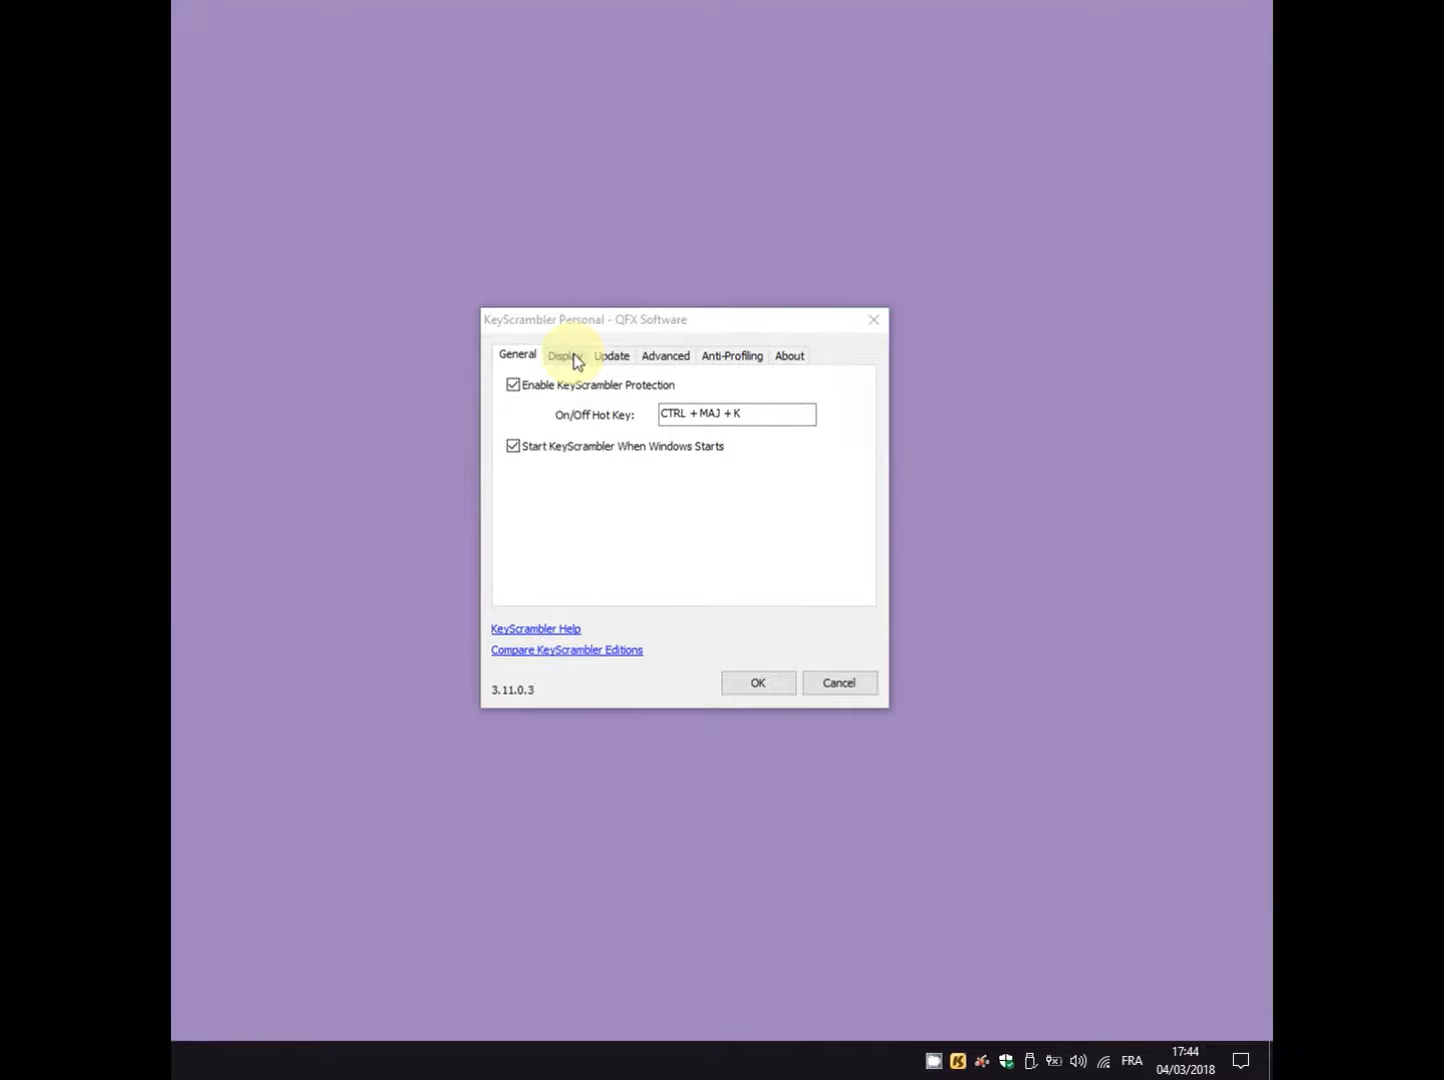 KeyScrambler Personal - QFX Software
General Display Update Advanced Anti-Profiling About
Enable KeyScrambler Protection
On/Off Hot Key: CTRL +MAJ +K
Start KeyScrambler When Windows Starts
KeyScrambler Help
Compare KeyScrambler Editions
3.11.0.3 OK Cancel
FRA 17:44
04/03/2018